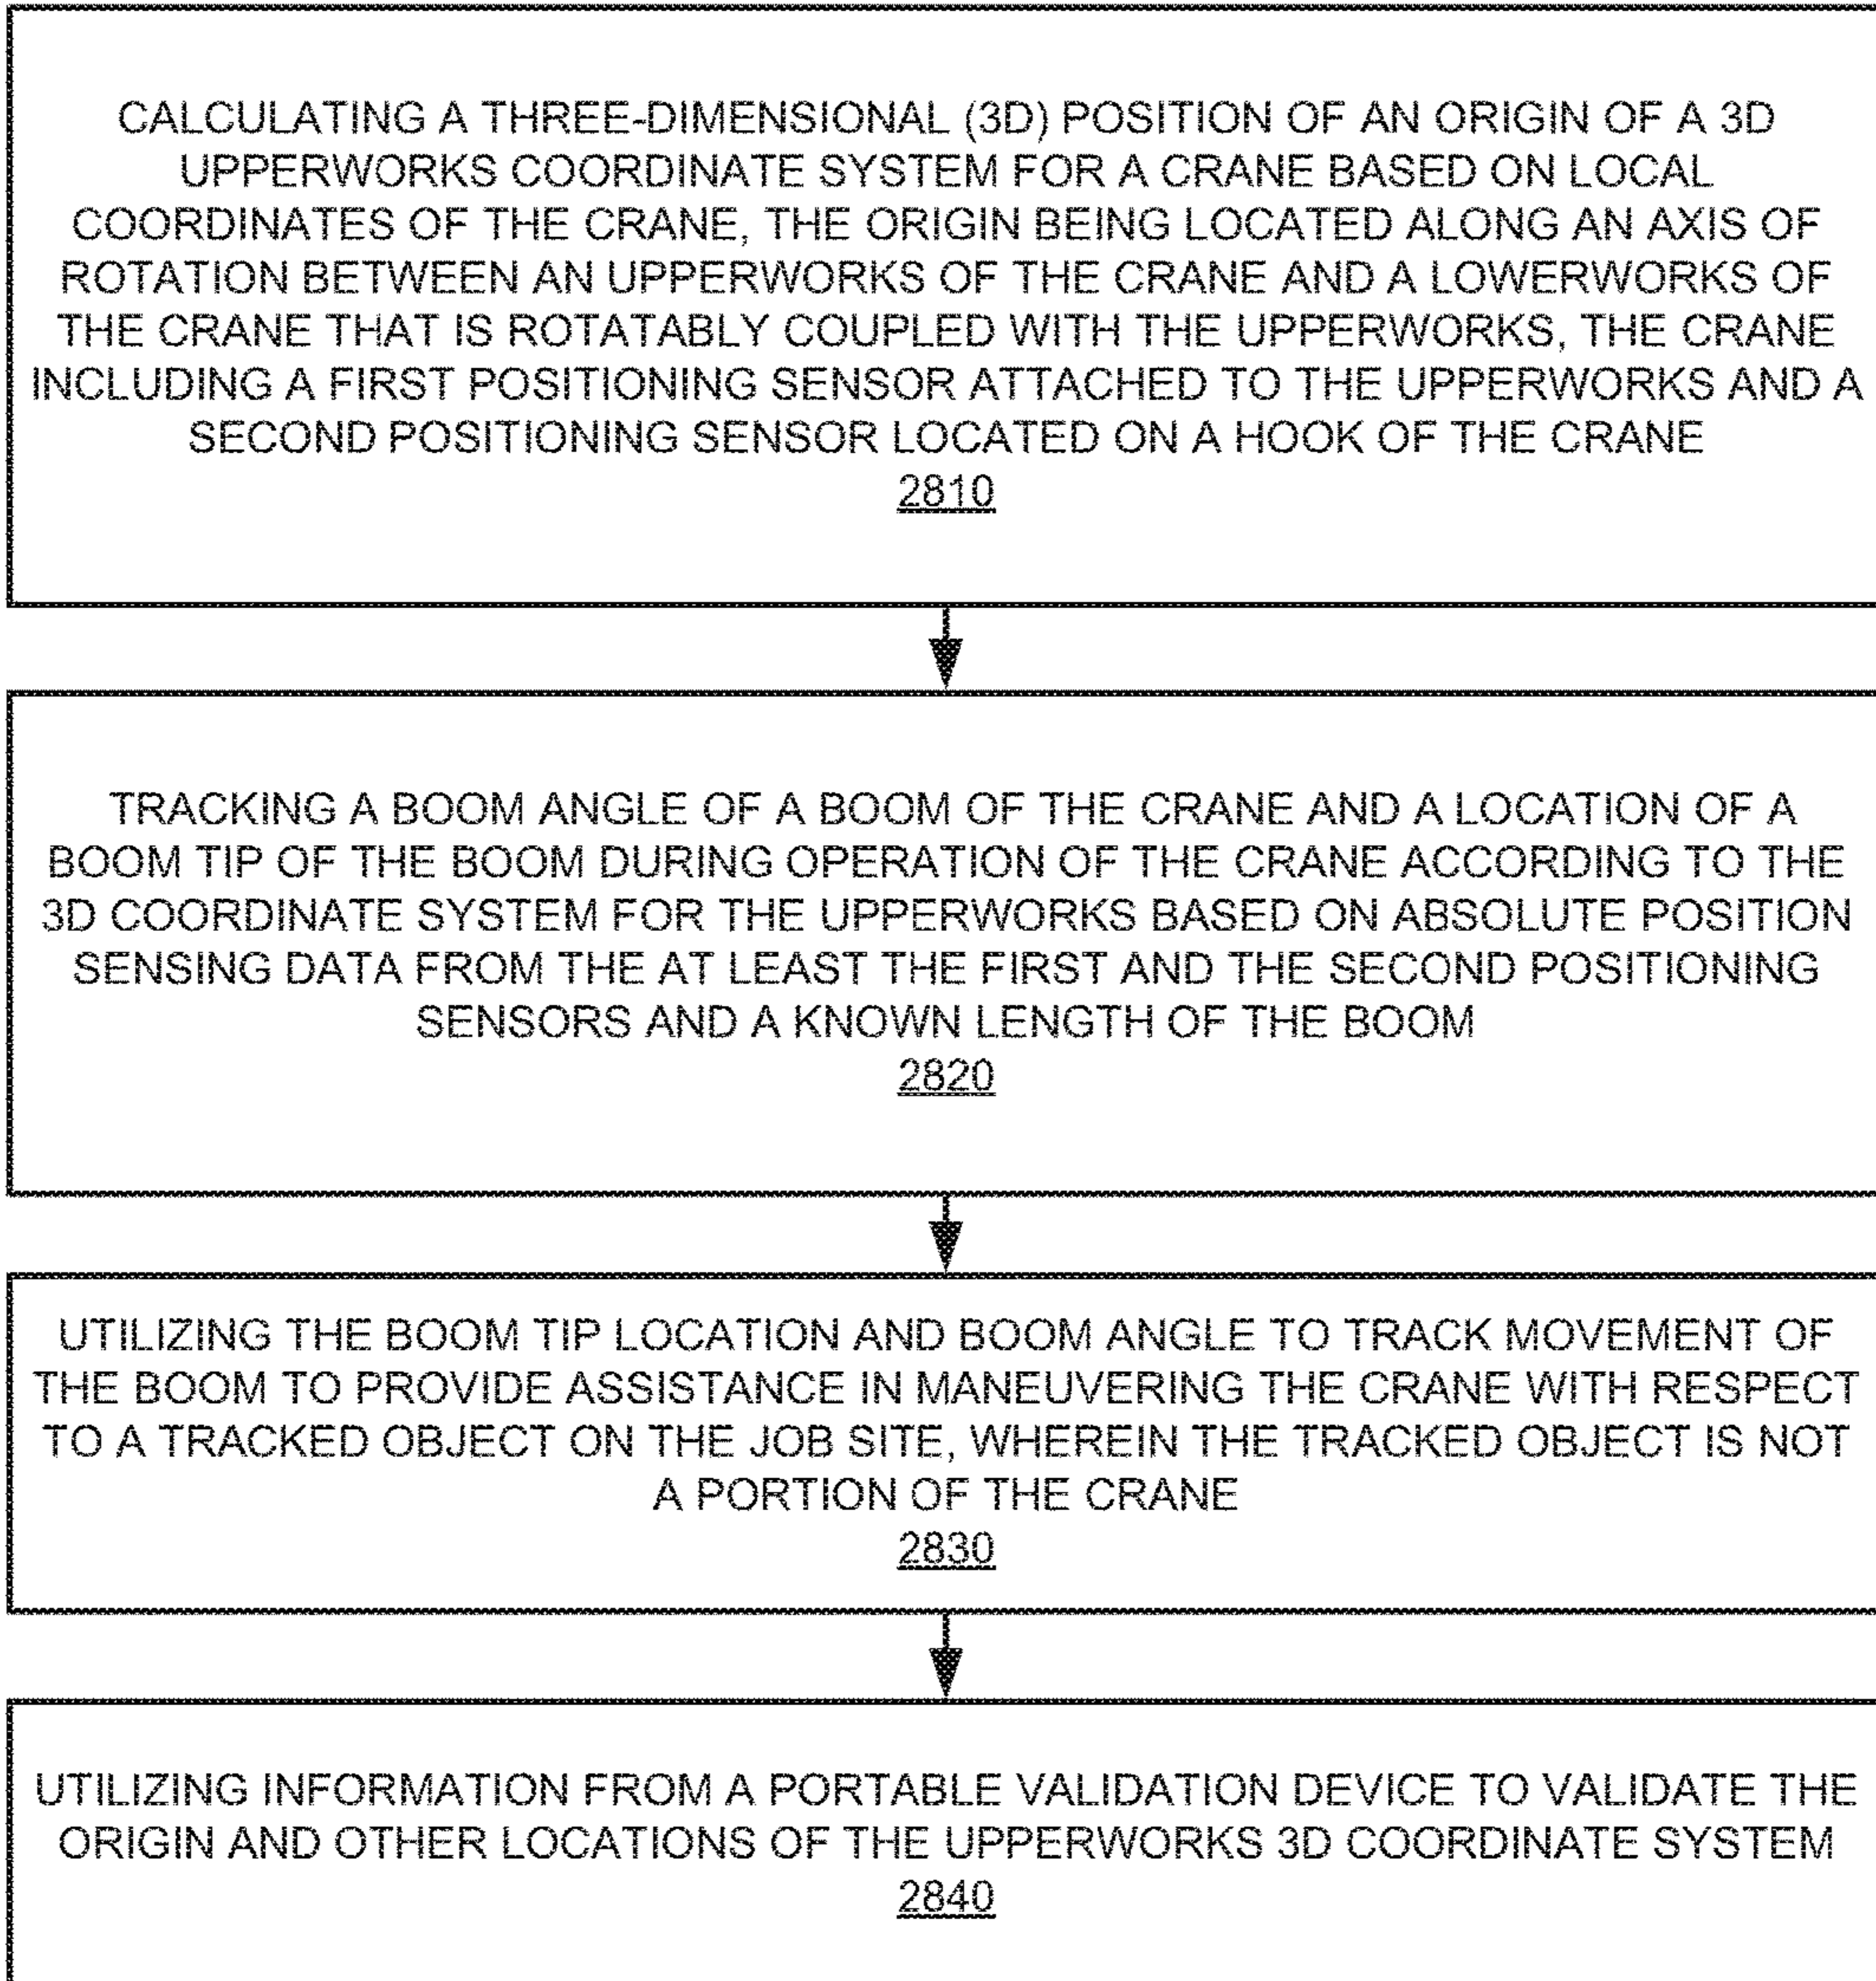 CALCULATING A THREE-DIMENSIONAL (3D) POSITION OF AN ORIGIN OF A 3D
UPPERWORKS COORDINATE SYSTEM FOR A CRANE BASED ON LOCAL
COORDINATES OF THE CRANE, THE ORIGIN BEING LOCATED ALONG AN AXIS OF
ROTATION BETWEEN AN UPPERWORKS OF THE CRANE AND A LOWERWORKS OF
THE CRANE THAT IS ROTATABLY COUPLED WITH THE UPPERWORKS, THE CRANE
INCLUDING A FIRST POSITIONING SENSOR ATTACHED TO THE UPPERWORKS AND A
SECOND POSITIONING SENSOR LOCATED ON A HOOK OF THE CRANE
2810
TRACKING A BOOM ANGLE OF A BOOM OF THE CRANE AND A LOCATION OF A
BOOM TIP OF THE BOOM DURING OPERATION OF THE CRANE ACCORDING TO THE
3D COORDINATE SYSTEM FOR THE UPPERWORKS BASED ON ABSOLUTE POSITION
SENSING DATA FROM THE AT LEAST THE FIRST AND THE SECOND POSITIONING
SENSORS AND A KNOWN LENGTH OF THE BOOM
2820
UTILIZING THE BOOM TIP LOCATION AND BOOM ANGLE TO TRACK MOVEMENT OF
THE BOOM TO PROVIDE ASSISTANCE IN MANEUVERING THE CRANE WITH RESPECT
TO A TRACKED OBJECT ON THE JOB SITE, WHEREIN THE TRACKED OBJECT IS NOT
A PORTION OF THE CRANE
2830
UTILIZING INFORMATION FROM A PORTABLE VALIDATION DEVICE TO VALIDATE THE
ORIGIN AND OTHER LOCATIONS OF THE UPPERWORKS 3D COORDINATE SYSTEM
2840